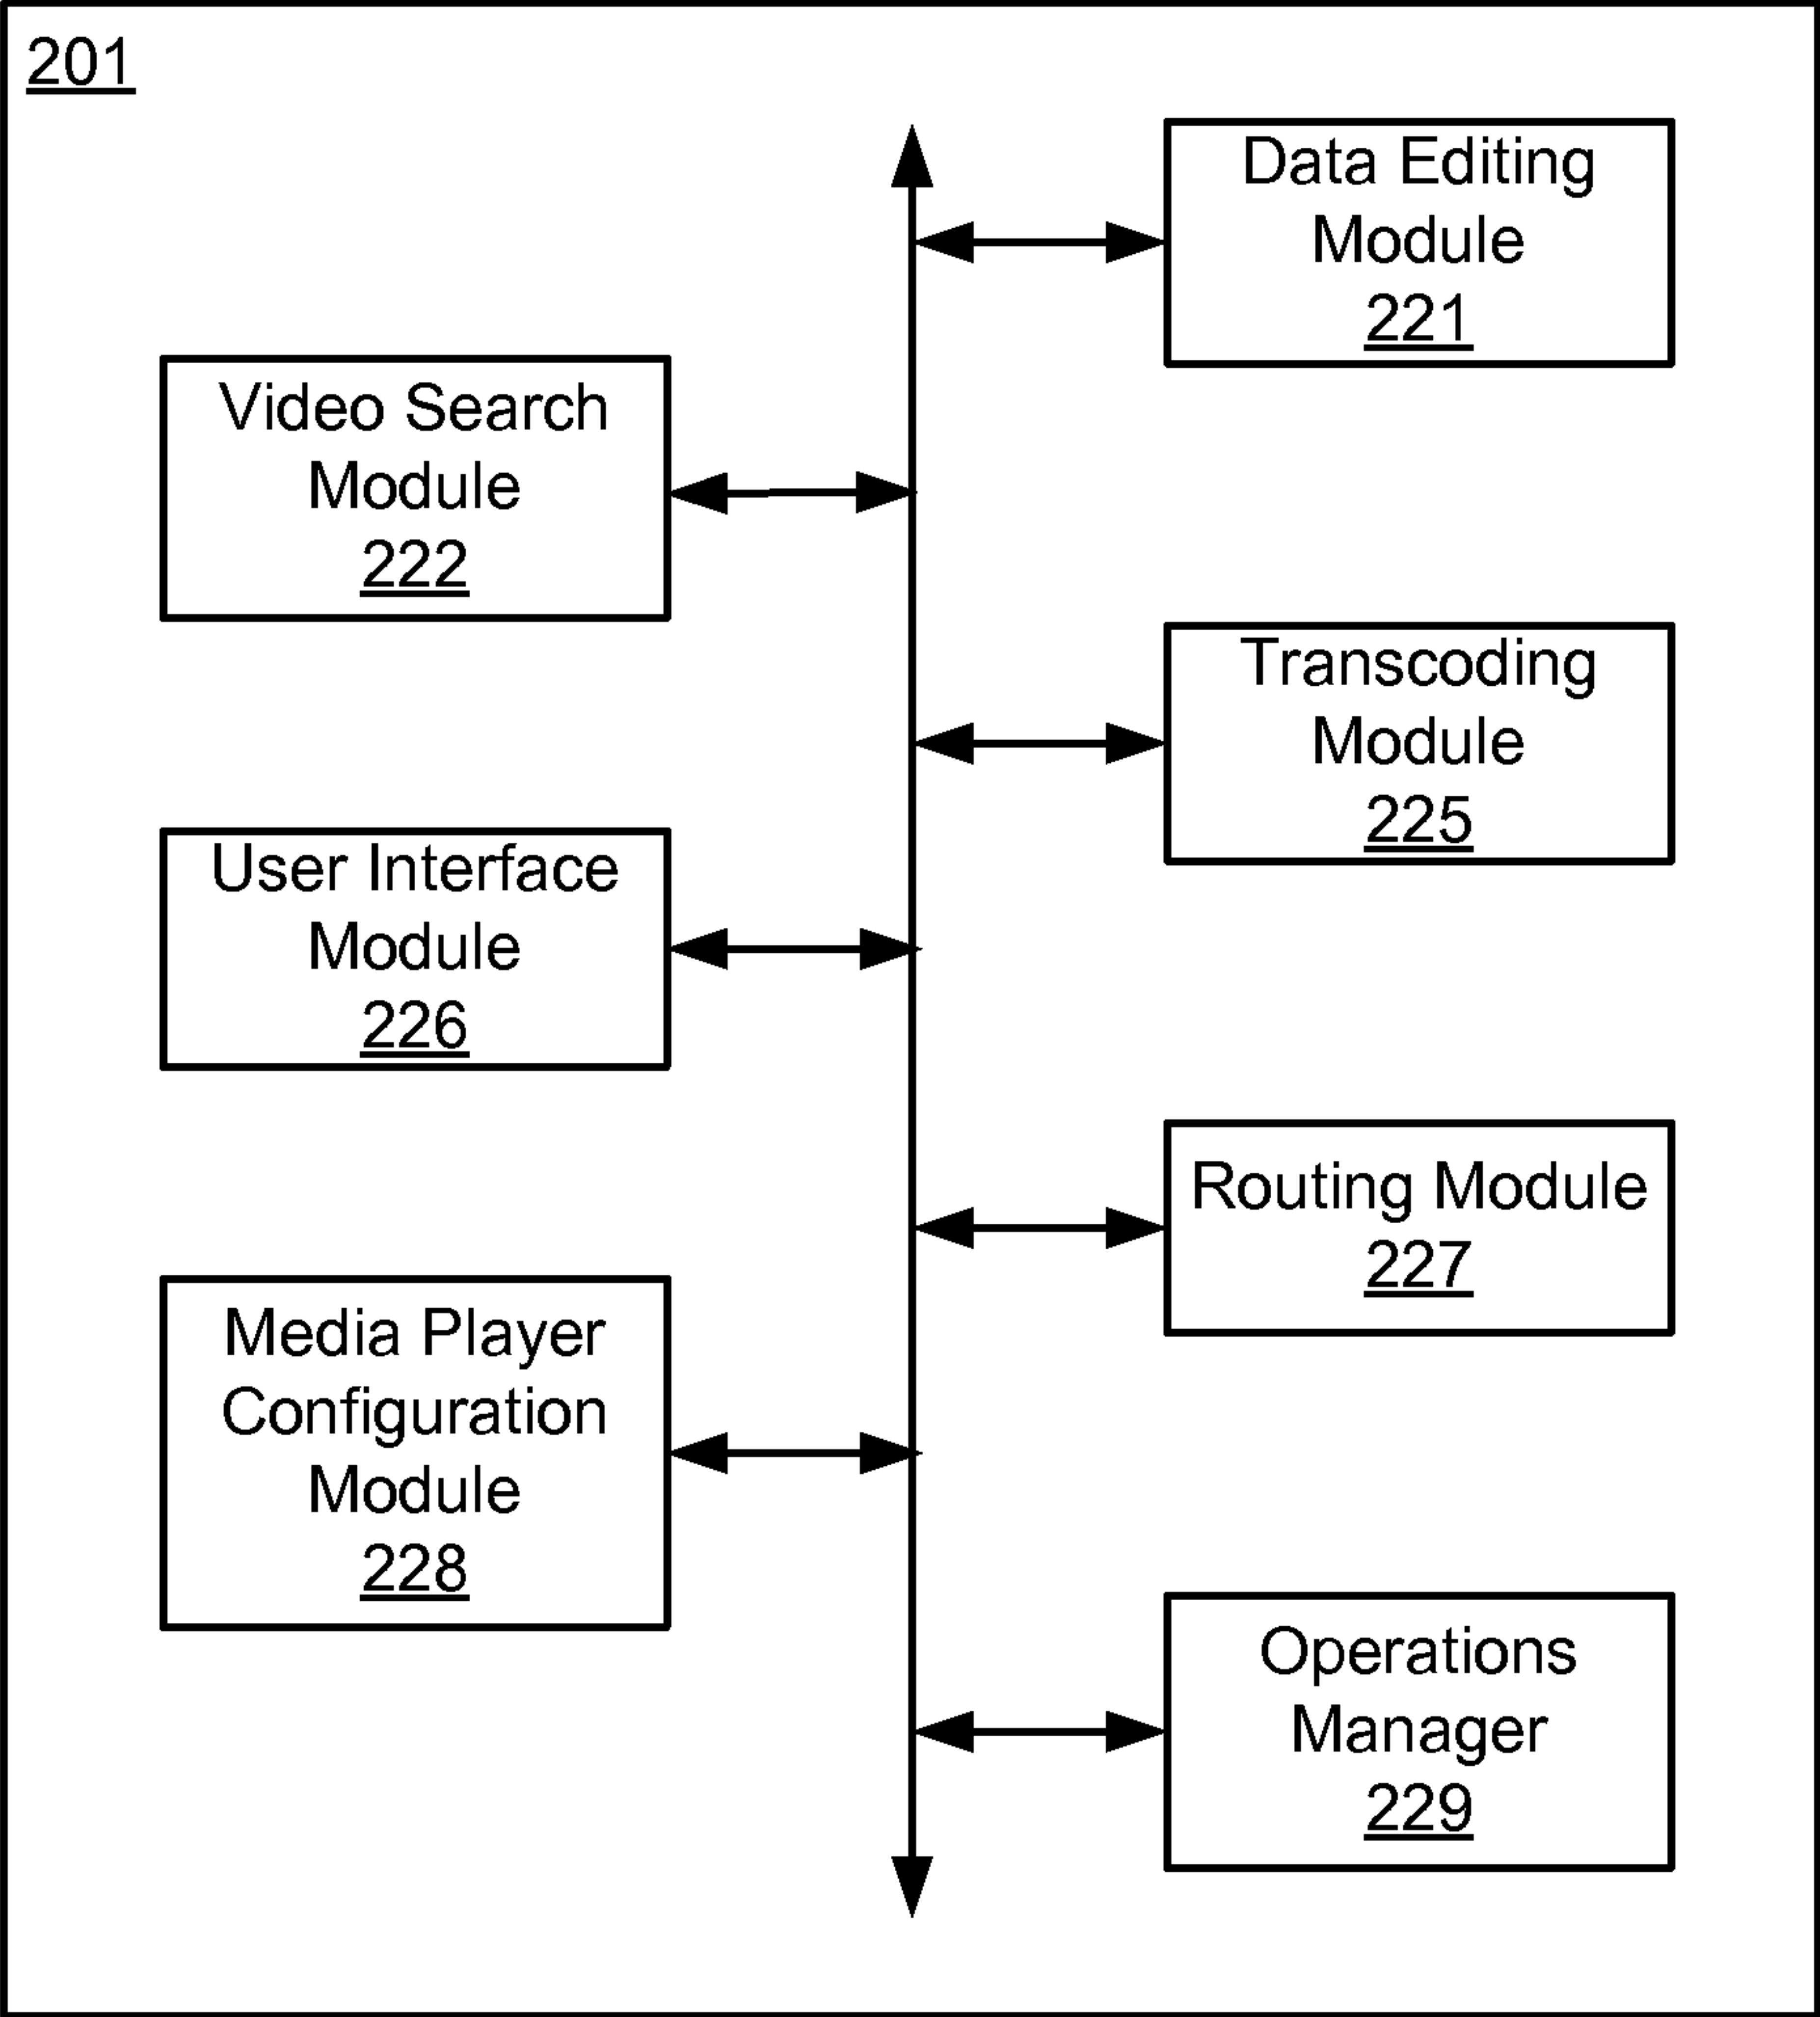 201
Data Editing
Module
221
Video Search
Module
222
Transcoding
Module
225
User Interface
Module
226
Routing Module
227
Media Player
Configuration
Module
228
Operations
Manager
229